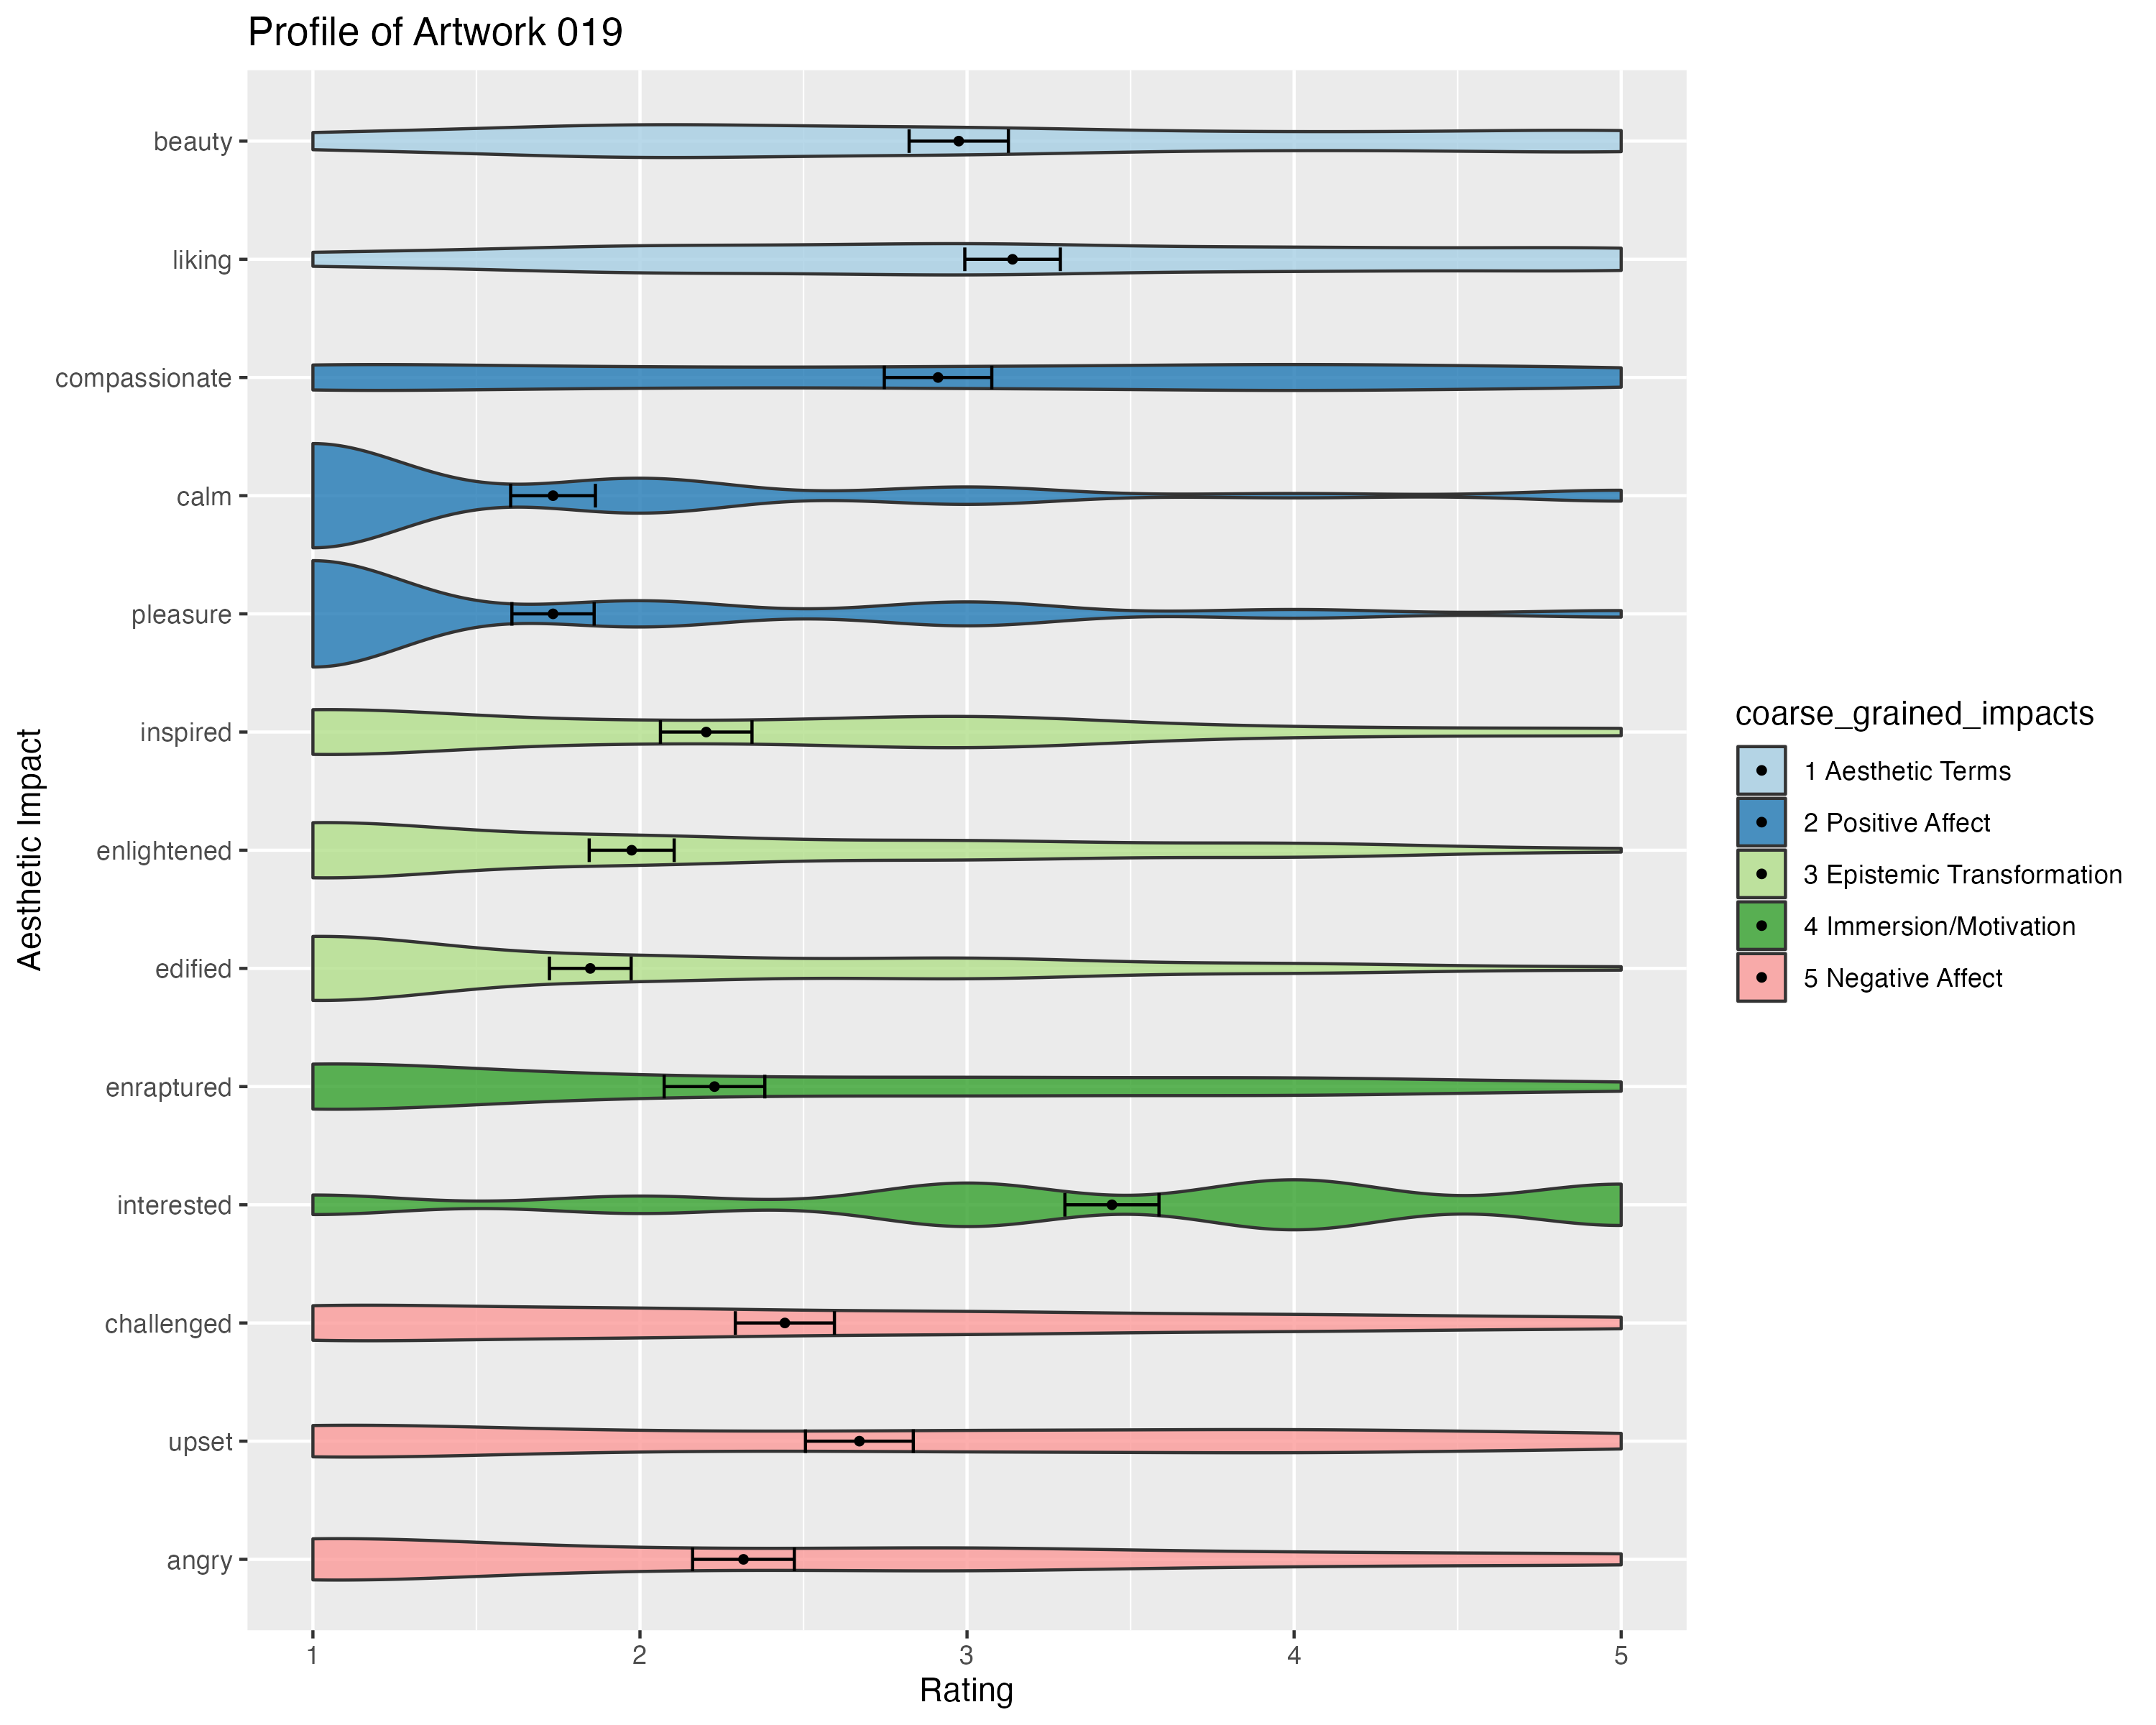 Profile of Artwork 019
beauty
liking
compassionate
calm
pleasure
inspired
enlightened
edified
enraptured
interested
challenged
upset
angry
Aesthetic Impact
1 2 3 4 5
Rating
coarse_grained_impacts
1 Aesthetic Terms
2 Positive Affect
3 Epistemic Transformation
4 Immersion/Motivation
5 Negative Affect